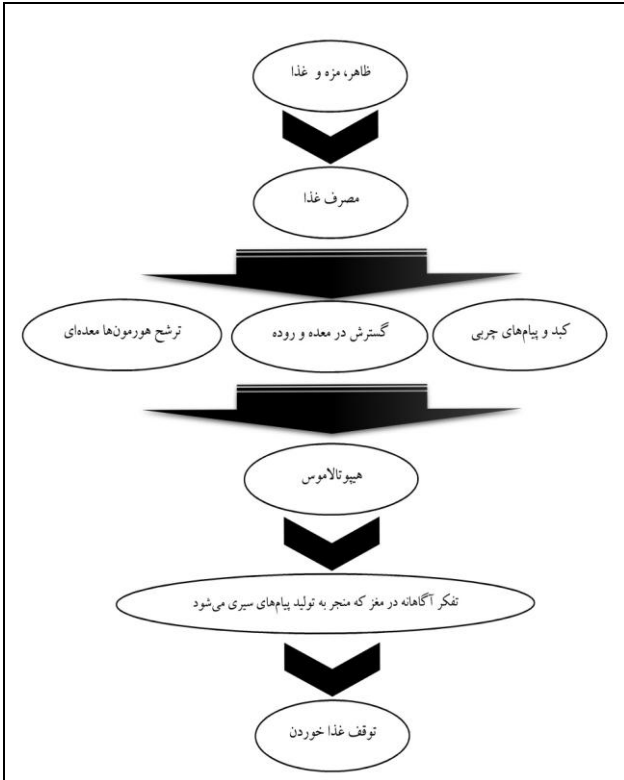 ظاهر، مزه و غذا
مصرف غذا
کبد و پیام‌های چربی
گسترش در معده و روده
ترشح هورمون‌ها معده‌ای
هیپوتالاموس
تفکر آگاهانه در مغز که منجر به تولید پیام‌های سیری می‌شود
توقف غذا خوردن